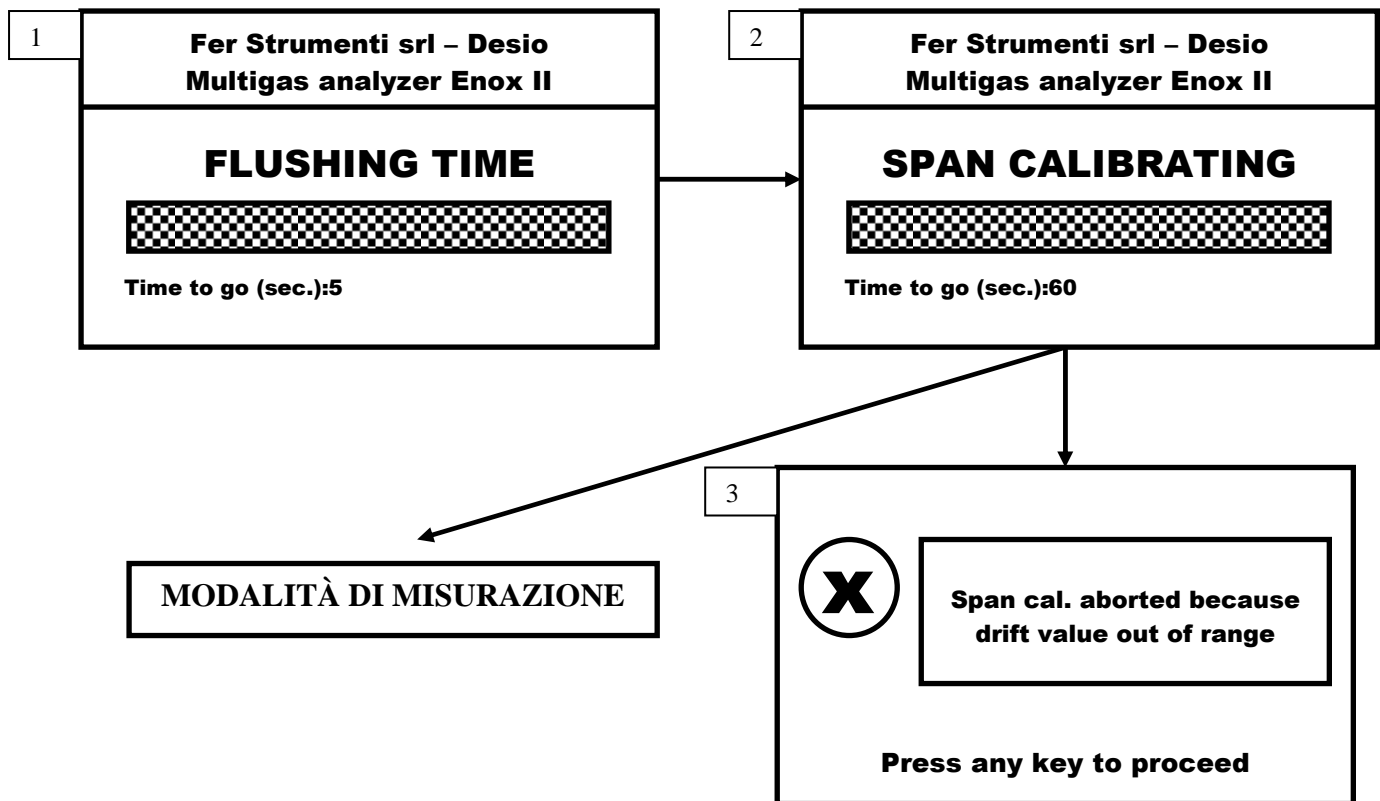 1
Fer Strumenti srl – Desio
Multigas analyzer Enox II
FLUSHING TIME
Time to go (sec.):5
2
Fer Strumenti srl – Desio
Multigas analyzer Enox II
SPAN CALIBRATING
Time to go (sec.):60
MODALITÀ DI MISURAZIONE
3
X
Span cal. aborted because
drift value out of range
Press any key to proceed